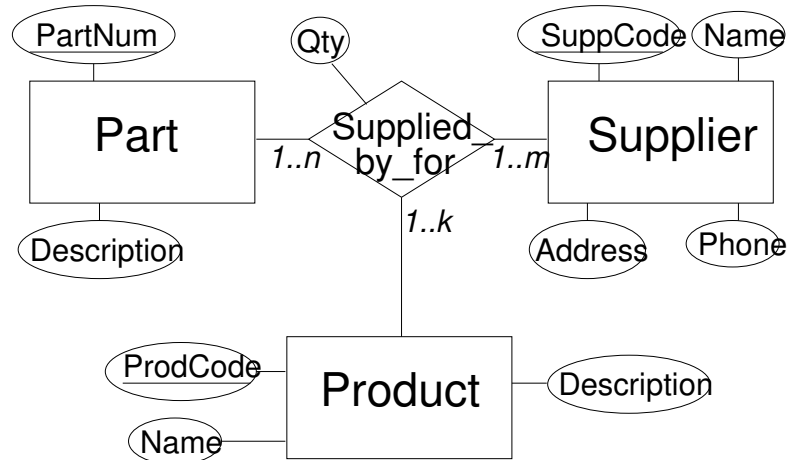 PartNum
Qty
SuppCode
Name
Part
Supplied_
by_for
Supplier
1..n
1..m
1..k
Description
Address
Phone
ProdCode
Product
Description
Name